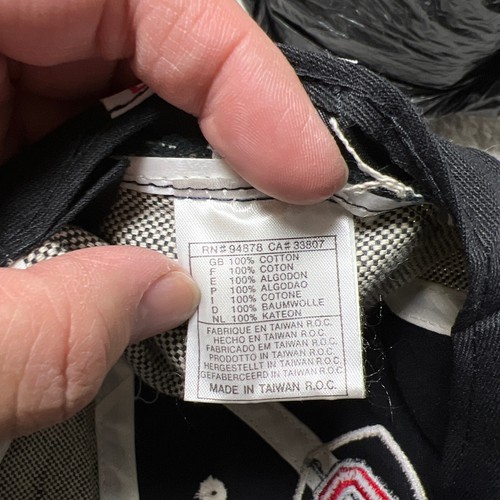 RN# 94878 CA# 33807
GB 100% COTTON
F 100% COTON
E 100% ALGODON
P 100% ALGODAO
I 100% COTONE
D 100% BAUMWOLLE
NL 100% KATEON
FABRIQUE EN TAIWAN R.O.C.
HECHO EN TAIWAN R.O.C
FABRICADO EM TAIWAN R.O.C.
PRODOTTO IN TAIWAN R.O.C.
HERGESTELLT IN TAIWAN R.O.C.
DEFABERCEERD IN TAIWAN R.O.C.
MADE IN TAIWAN R.O.C.